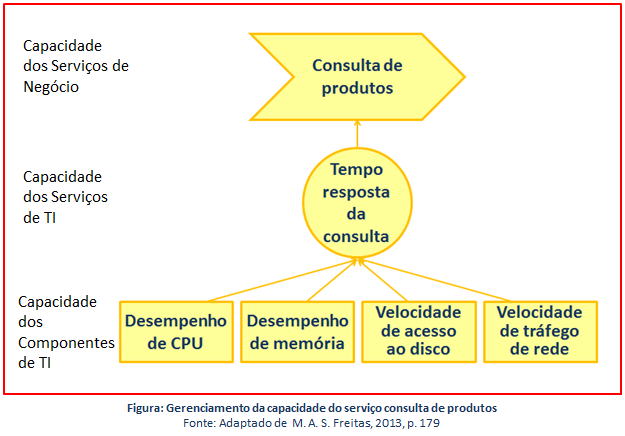 Capacidade
dos Serviços de
Negócio
Consulta de
produtos
Capacidade
dos Serviços
de TI
Tempo
resposta
da
consulta
Capacidade
dos
Componentes
de TI
Desempenho
de CPU
Desempenho
de memória
Velocidade
de acesso
ao disco
Velocidade
de tráfego
de rede
Figura: Gerenciamento da capacidade do serviço consulta de produtos
Fonte: Adaptado de M. A. S. Freitas, 2013, p. 179